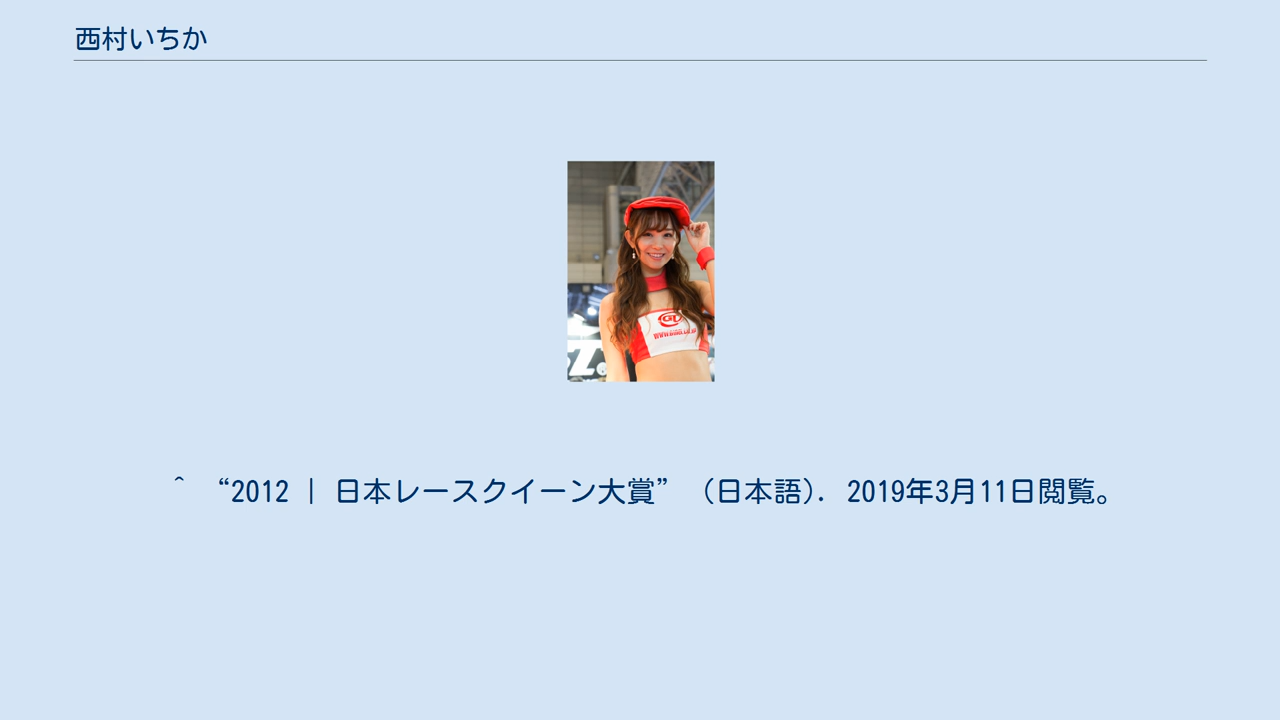 西村いちか
^ “2012 | 日本レースクイーン大賞” (日本語). 2019年3月11日閲覧。